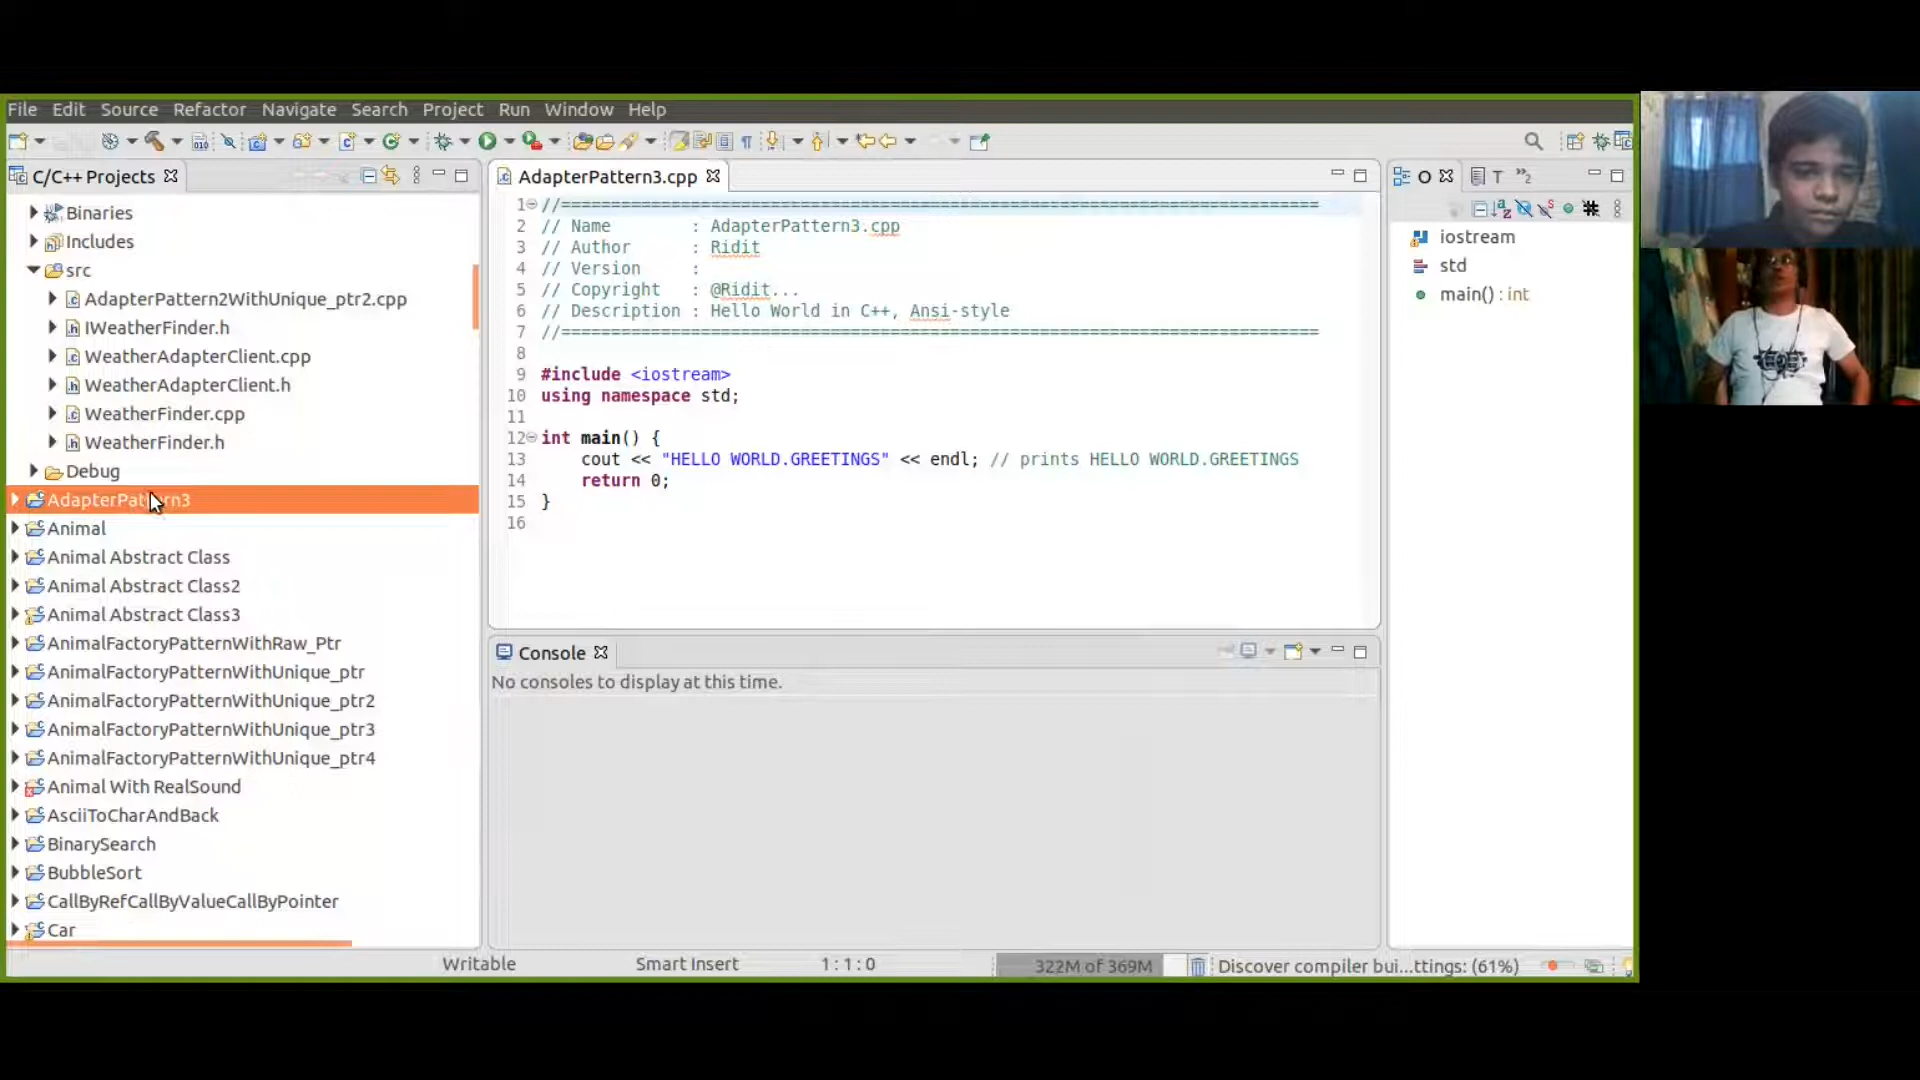 File Edit Source Refactor Navigate Search Project Run Window Help
C/C++ Projects
Binaries
Includes
src
AdapterPattern2WithUnique_ptr2.cpp
IWeatherFinder.h
WeatherAdapterClient.cpp
WeatherAdapterClient.h
WeatherFinder.cpp
WeatherFinder.h
Debug
AdapterPattern3
Animal
Animal Abstract Class
Animal Abstract Class2
Animal Abstract Class3
AnimalFactoryPatternWithRaw_Ptr
AnimalFactoryPatternWithUnique_ptr
AnimalFactoryPatternWithUnique_ptr2
AnimalFactoryPatternWithUnique_ptr3
AnimalFactoryPatternWithUnique_ptr4
Animal With RealSound
AsciiToCharAndBack
BinarySearch
BubbleSort
CallByRefCallByValueCallByPointer
Car
AdapterPattern3.cpp
1 //============================================================================
2 // Name        : AdapterPattern3.cpp
3 // Author      : Ridit
4 // Version     :
5 // Copyright   : @Ridit...
6 // Description : Hello World in C++, Ansi-style
7 //============================================================================
8
9 #include <iostream>
10 using namespace std;
11
12 int main() {
13     cout << "HELLO WORLD.GREETINGS" << endl; // prints HELLO WORLD.GREETINGS
14     return 0;
15 }
16
Console
No consoles to display at this time.
O T 2
iostream
std
main() : int
Writable Smart Insert 1:1:0 322M of 369M Discover compiler bui...ttings: (61%)